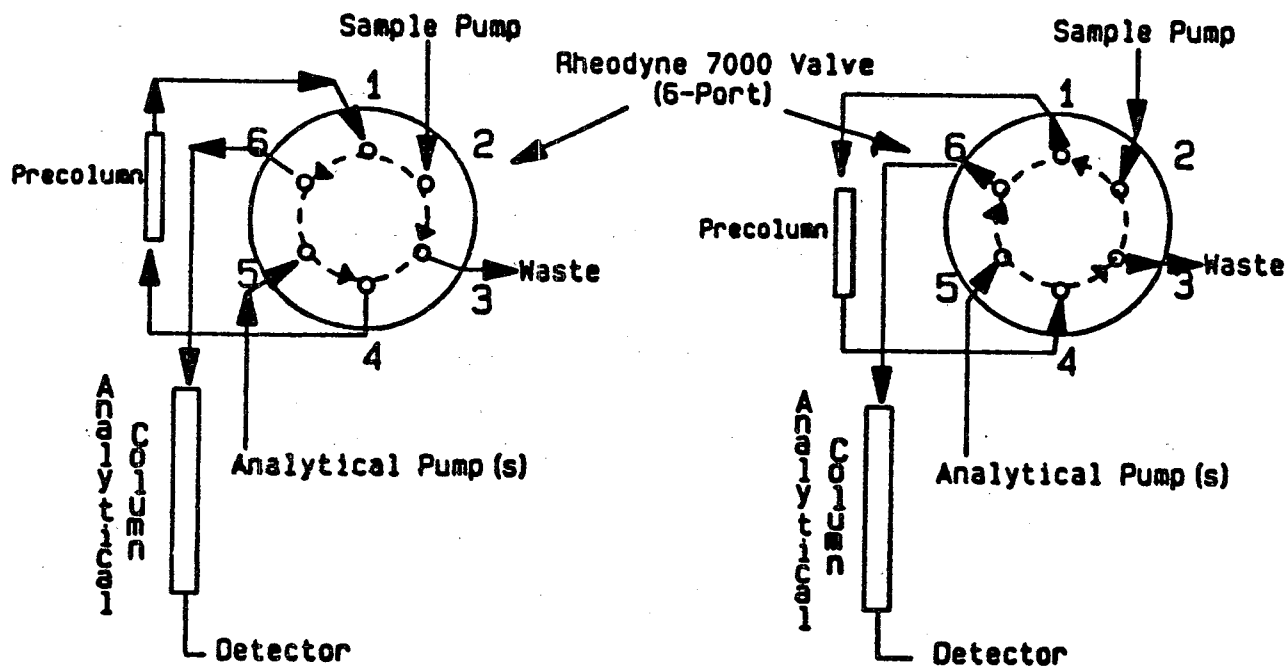 Sample Pump
Rheodyne 7000 Valve
(6-Port)
1
2
3
4
5
6
Precolumn
Waste
Analytical
Column
Analytical Pump(s)
Detector
Sample Pump
1
2
3
4
5
6
Precolumn
Waste
Analytical
Column
Analytical Pump(s)
Detector